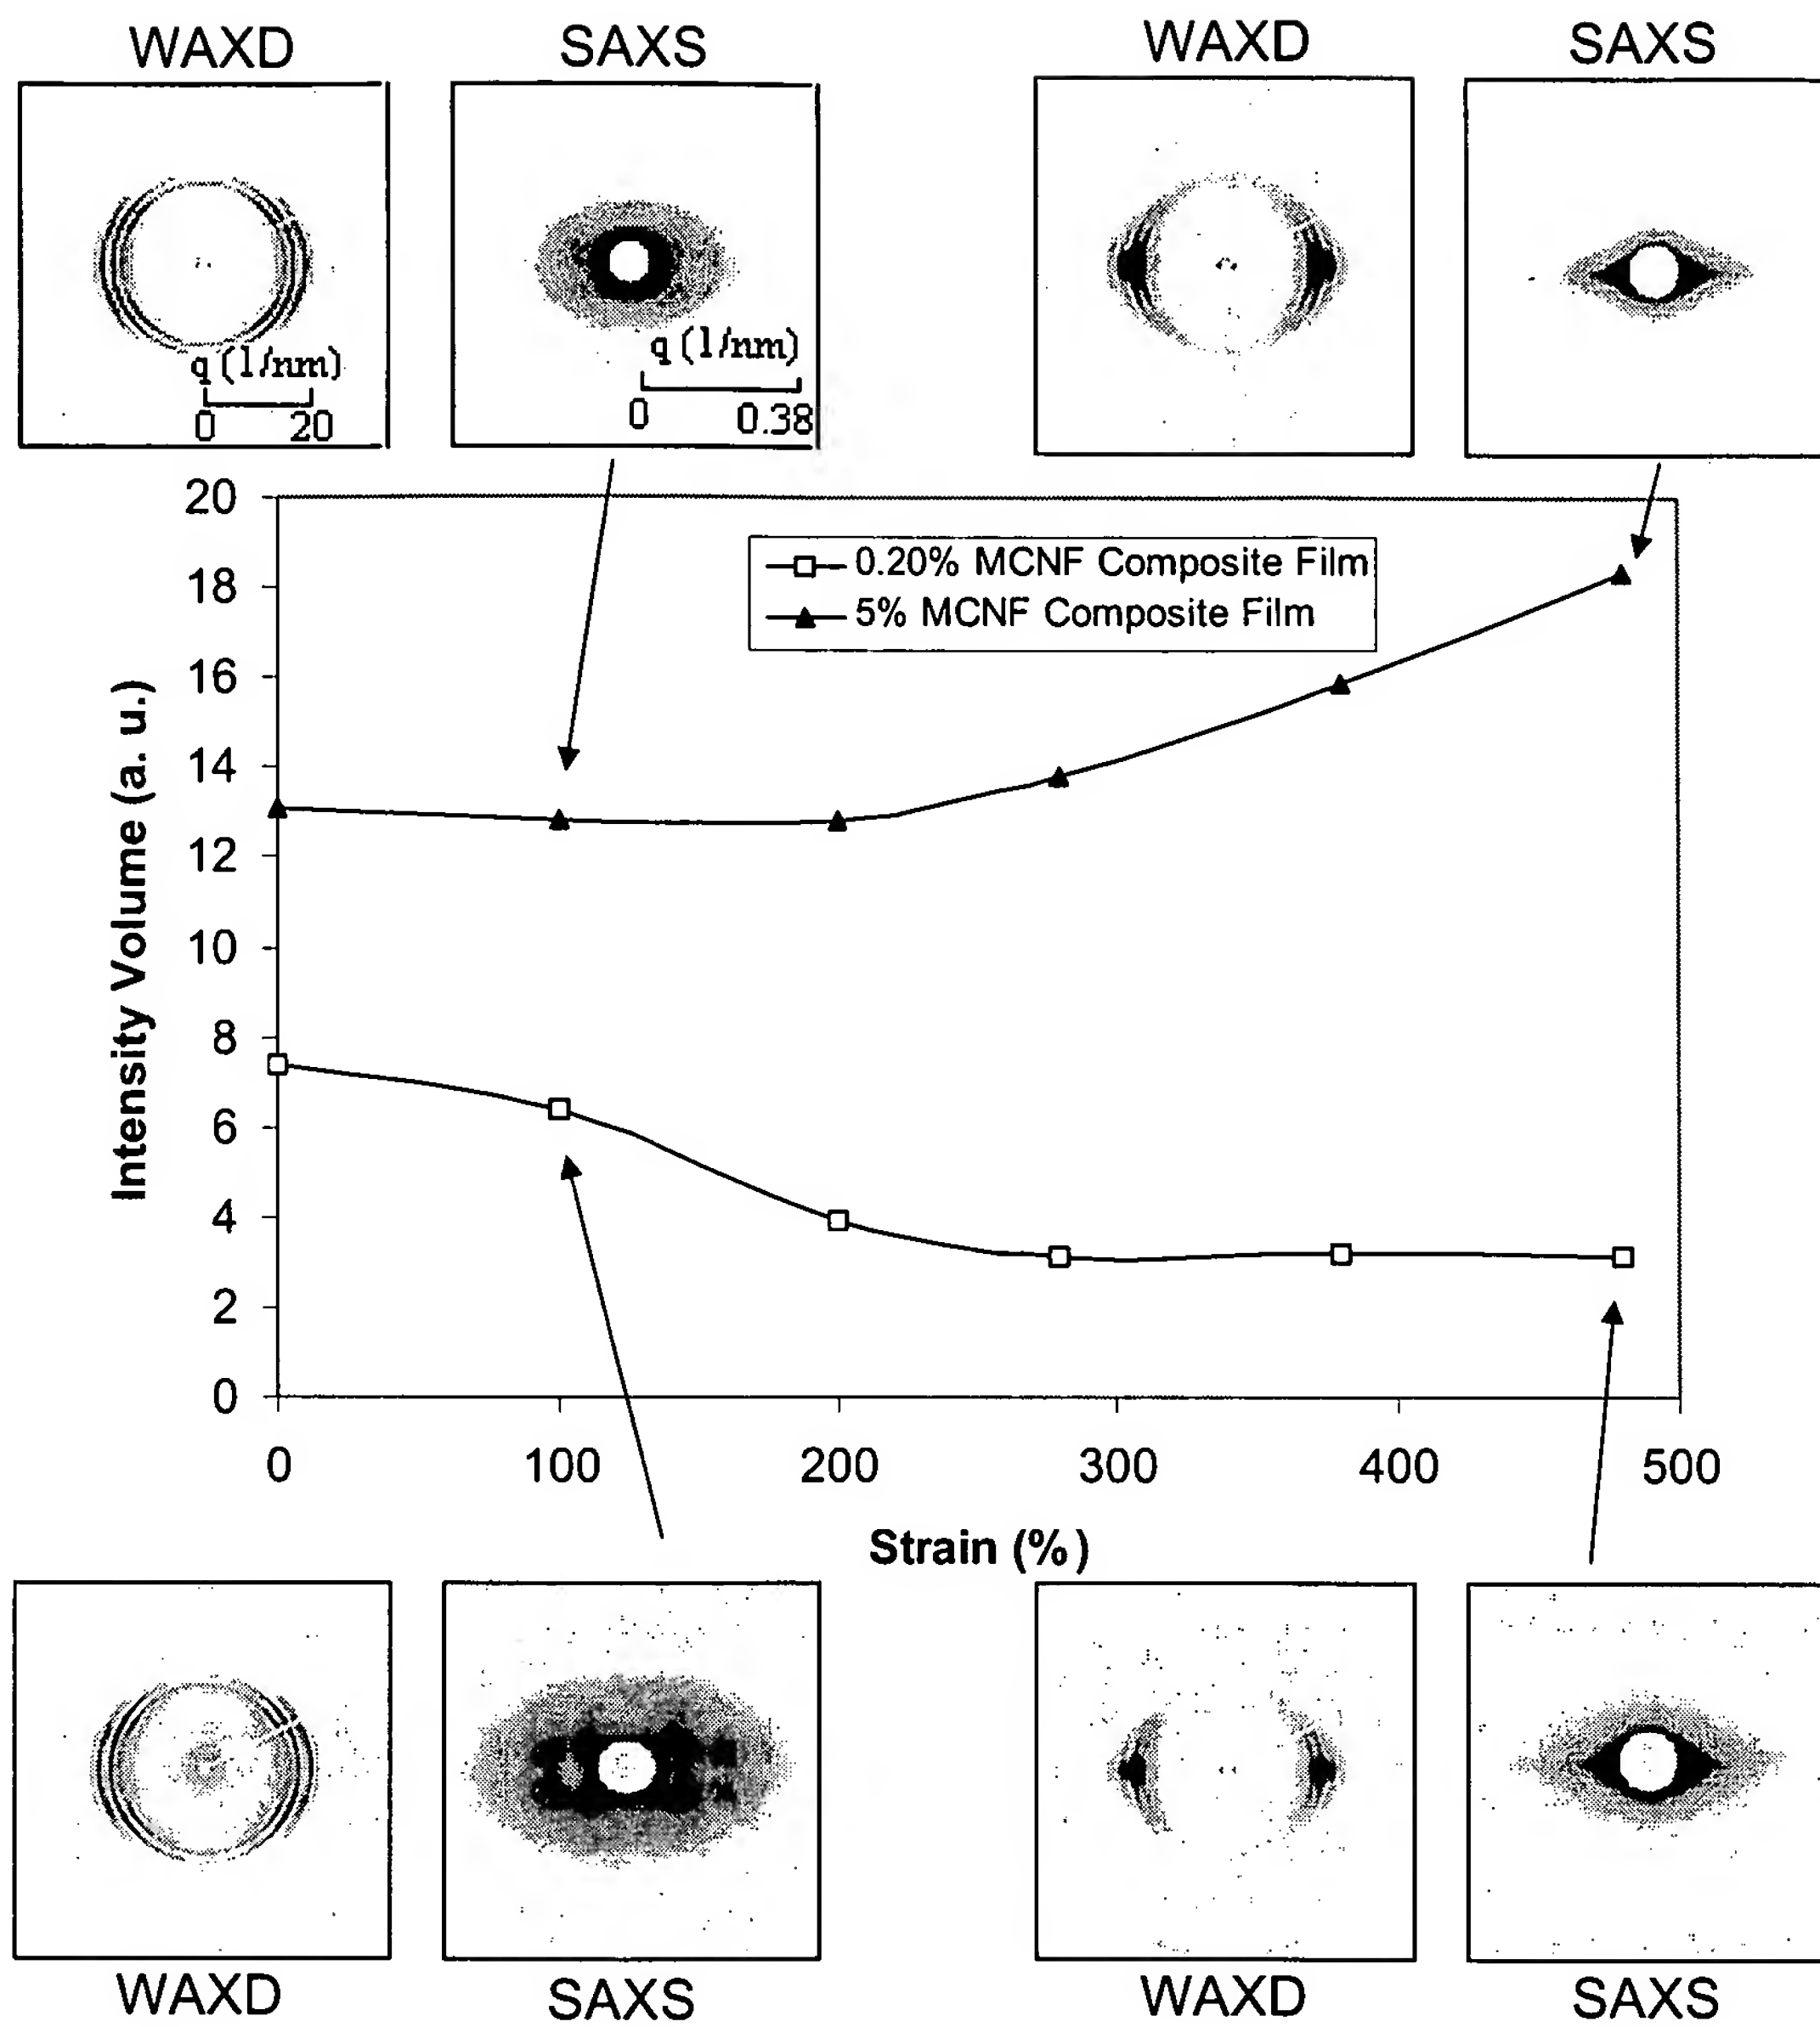 WAXD
SAXS
WAXD
SAXS
q (1/nm)
0 20
q (1/nm)
0 0.38
20
18
16
14
12
10
8
6
4
2
0
Intensity Volume (a. u.)
0.20% MCNF Composite Film
5% MCNF Composite Film
0 100 200 300 400 500
Strain (%)
WAXD
SAXS
WAXD
SAXS